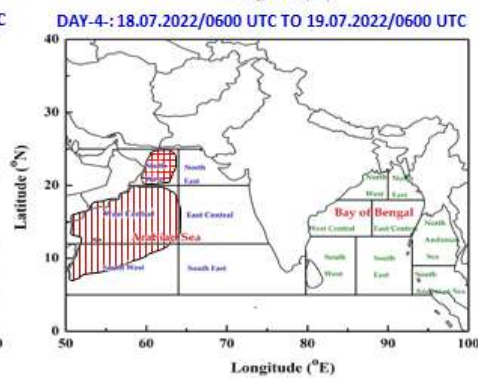 C
DAY-4-: 18.07.2022/0600 UTC TO 19.07.2022/0600 UTC
40
30
20
10
0
Latitude (°N)
North
East
West Central
East Central
Arabian Sea
South West
South East
North
West
North
East
Bay of Bengal
West Central
East Central
South
West
South
East
North
Andaman
Sea
South
Andaman Sea
50
60
70
80
90
100
Longitude (°E)
0